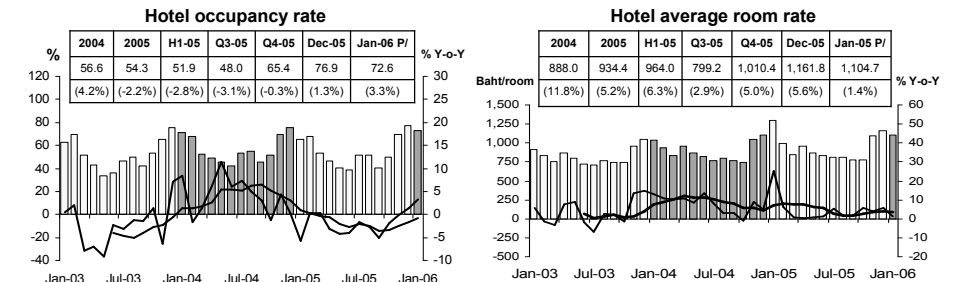 Hotel occupancy rate
2004 2005 H1-05 Q3-05 Q4-05 Dec-05 Jan-06 P/
56.6 54.3 51.9 48.0 65.4 76.9 72.6
(4.2%) (-2.2%) (-2.8%) (-3.1%) (-0.3%) (1.3%) (3.3%)
%
% Y-o-Y
120
100
80
60
40
20
0
-20
-40
30
25
20
15
10
5
0
-5
-10
Jan-03 Jul-03 Jan-04 Jul-04 Jan-05 Jul-05 Jan-06
Hotel average room rate
2004 2005 H1-05 Q3-05 Q4-05 Dec-05 Jan-05 P/
888.0 934.4 964.0 799.2 1,010.4 1,161.8 1,104.7
(11.8%) (5.2%) (6.3%) (2.9%) (5.0%) (5.6%) (1.4%)
Baht/room
% Y-o-Y
1,500
1,250
1,000
750
500
250
0
-250
-500
60
50
40
30
20
10
0
-10
-20
Jan-03 Jul-03 Jan-04 Jul-04 Jan-05 Jul-05 Jan-06